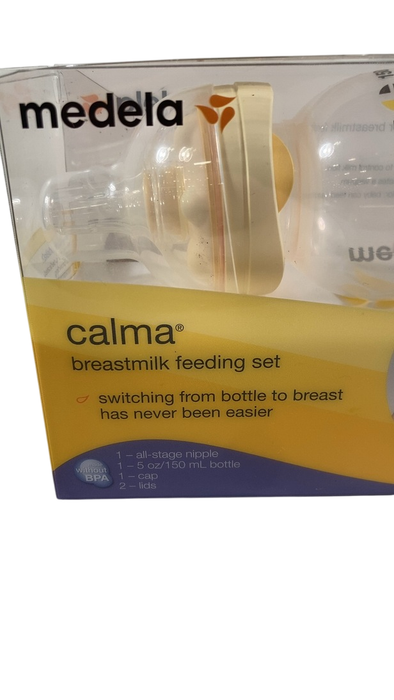 medela
calma®
breastmilk feeding set
switching from bottle to breast
has never been easier
without
BPA
1 – all-stage nipple
1 – 5 oz/150 mL bottle
1 – cap
2 – lids